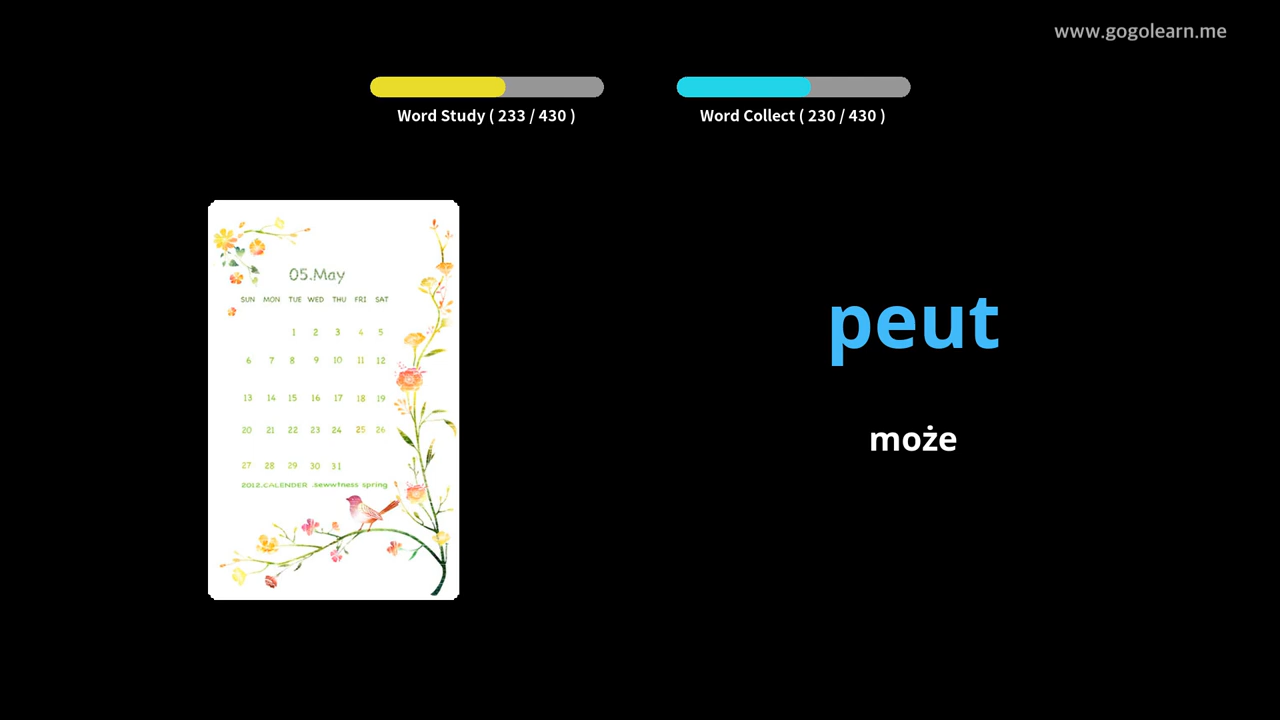 www.gogolearn.me
Word Study ( 233 / 430 )
Word Collect ( 230 / 430 )
05.May
SUN MON TUE WED THU FRI SAT
1 2 3 4 5
6 7 8 9 10 11 12
13 14 15 16 17 18 19
20 21 22 23 24 25 26
27 28 29 30 31
2012.CALENDER .sewwtness spring
peut
może